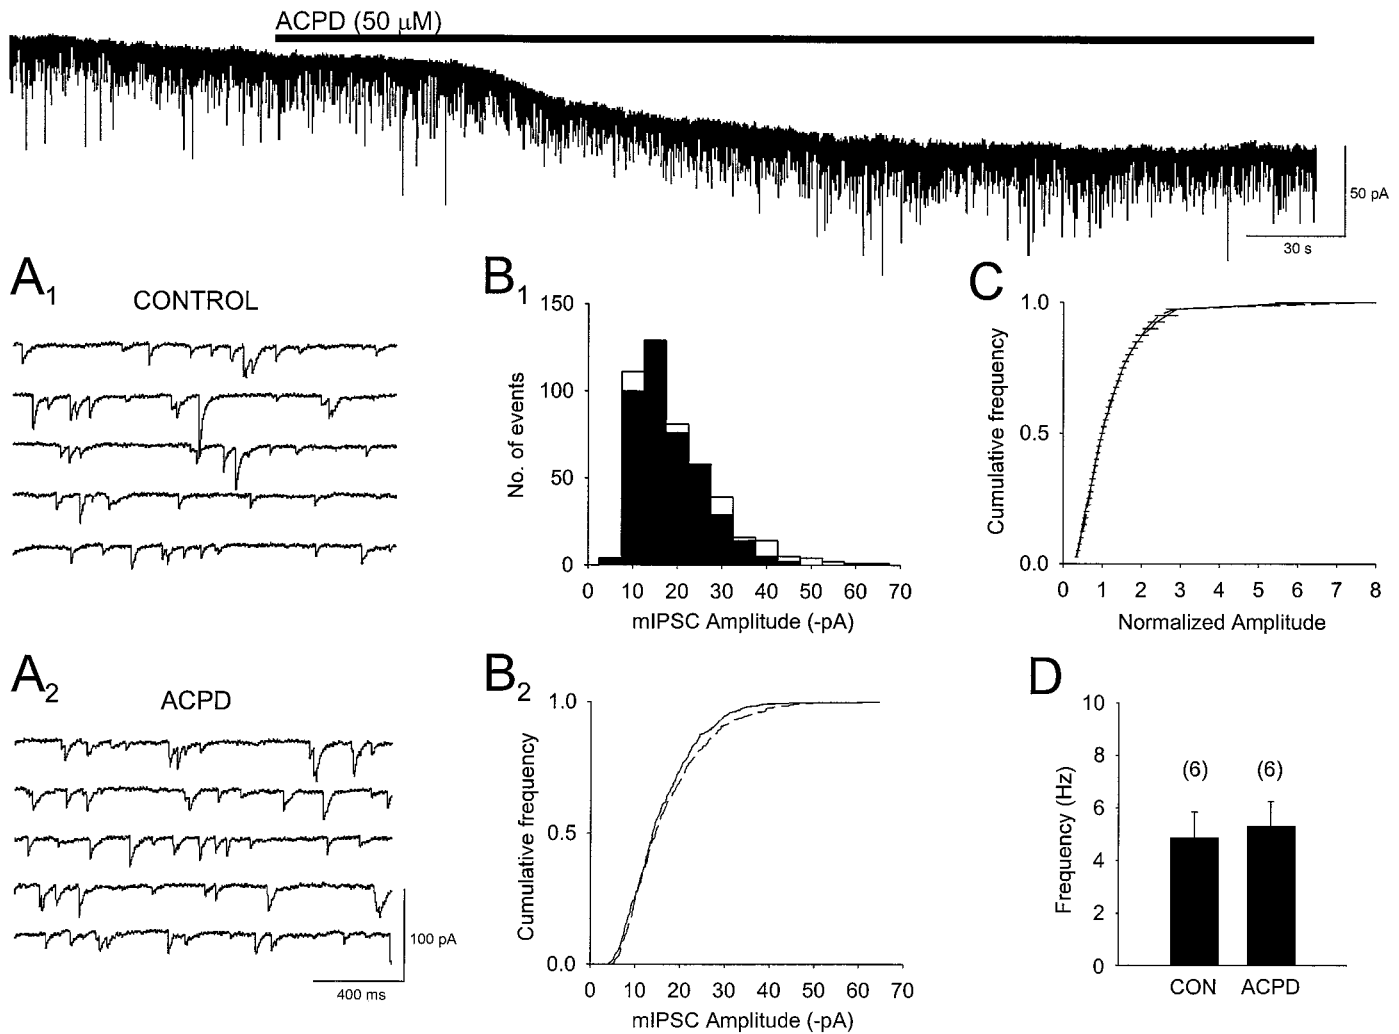 ACPD (50 μM)
50 pA
30 s
A1
CONTROL
B1
150
100
50
0
No. of events
0 10 20 30 40 50 60 70
mIPSC Amplitude (-pA)
C
1.0
0.5
0.0
Cumulative frequency
0 1 2 3 4 5 6 7 8
Normalized Amplitude
A2
ACPD
100 pA
400 ms
B2
1.0
0.5
0.0
Cumulative frequency
0 10 20 30 40 50 60 70
mIPSC Amplitude (-pA)
D
10
8
6
4
2
0
Frequency (Hz)
(6) (6)
CON ACPD